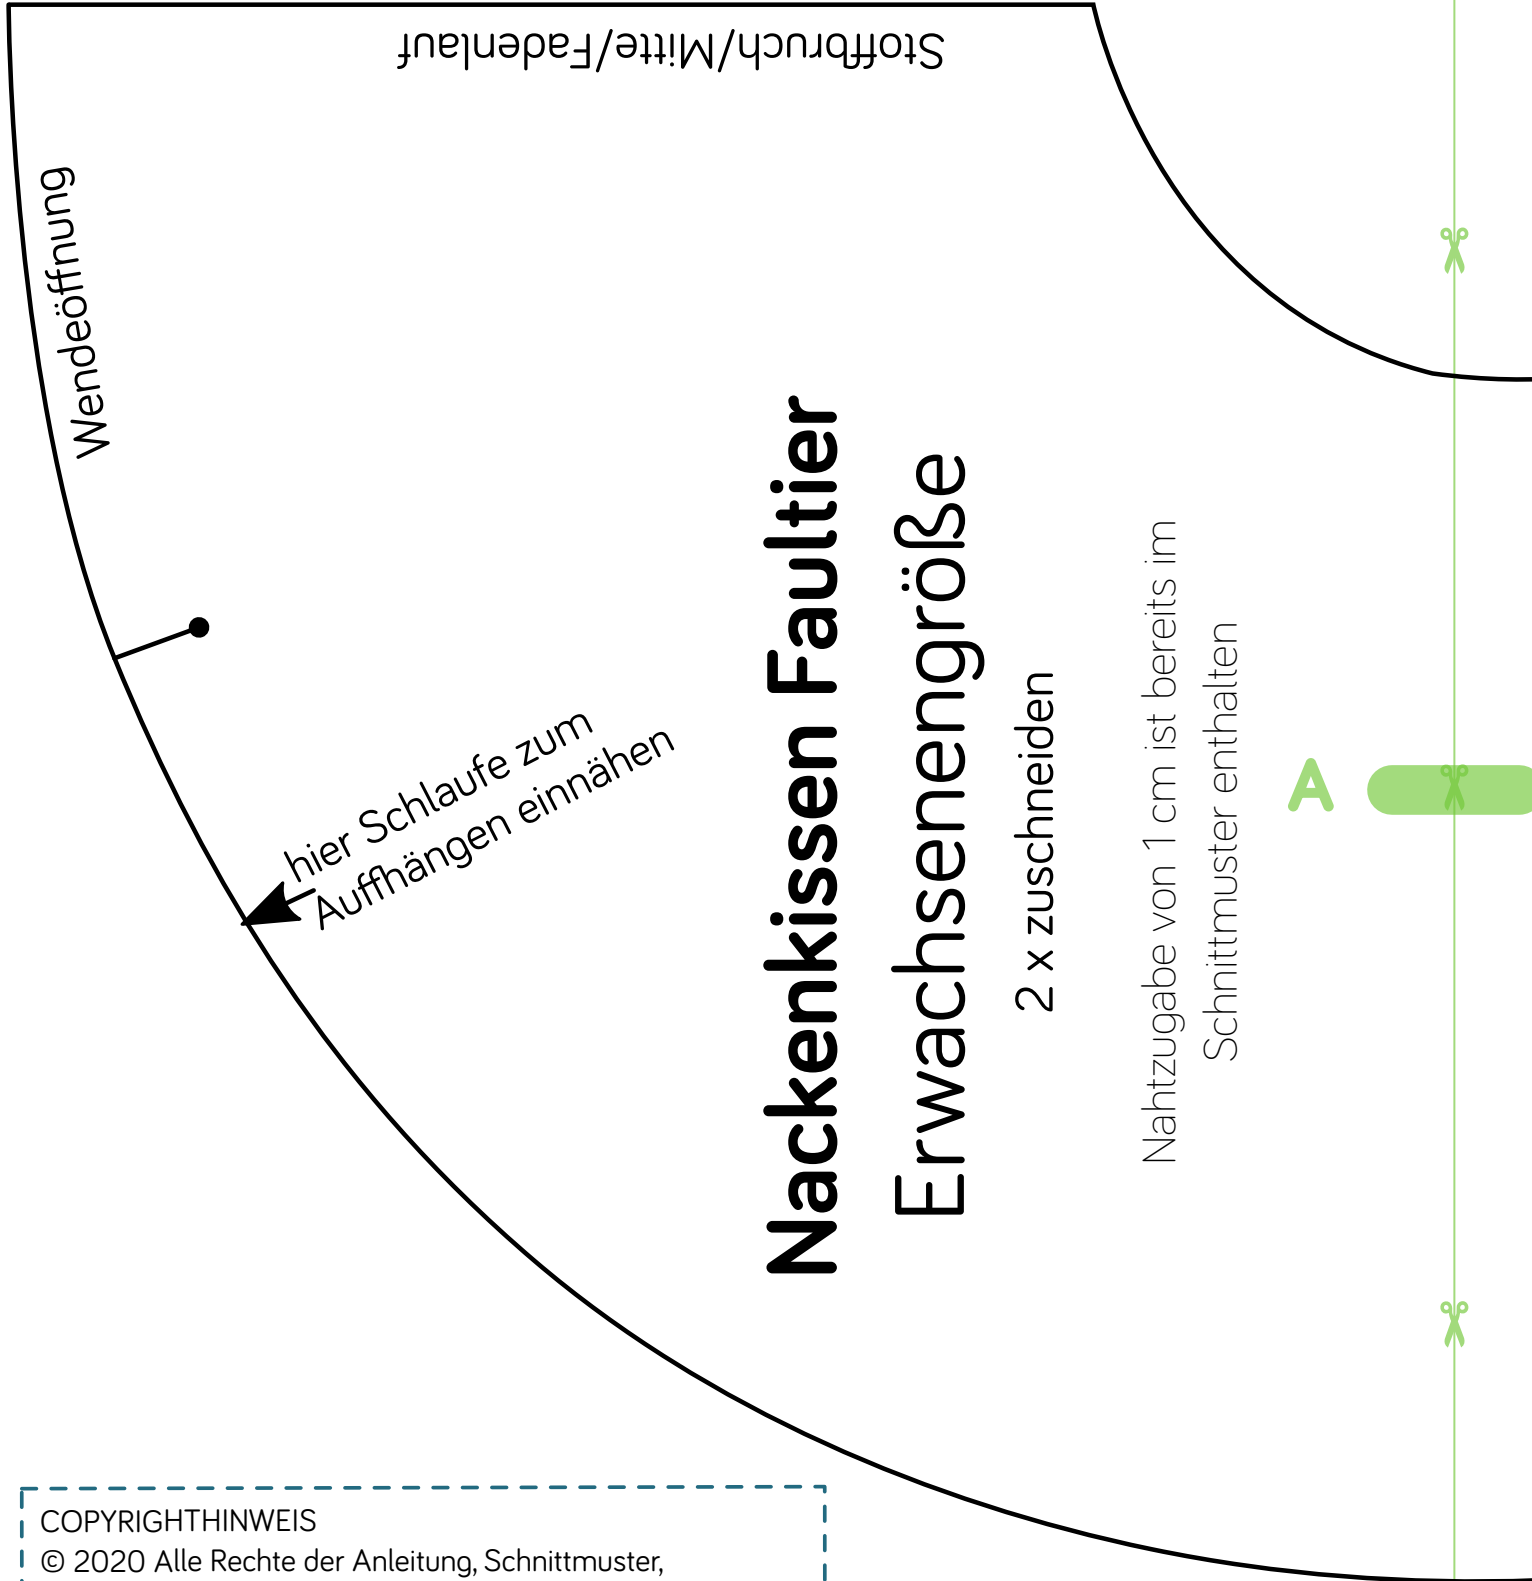 Stoffbruch/Mitte/Fadenlauf
Wendeöffnung
hier Schlaufe zum
Auffhängen einnähen
Nackenkissen Faultier
Erwachsenengröße
2 x zuschneiden
Nahtzugabe von 1 cm ist bereits im
Schnittmuster enthalten
A
COPYRIGHTHINWEIS
© 2020 Alle Rechte der Anleitung, Schnittmuster,